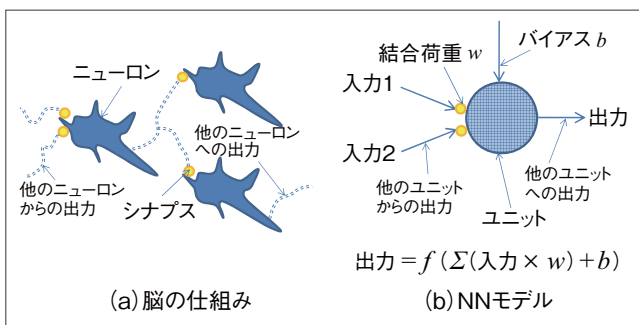 ニューロン
他のニューロン
からの出力
シナプス
他のニューロン
への出力
(a)脳の仕組み
バイアス b
結合荷重 w
入力1
入力2
出力
他のユニット
からの出力
他のユニット
への出力
ユニット
出力＝f(Σ(入力×w)+b)
(b)NNモデル